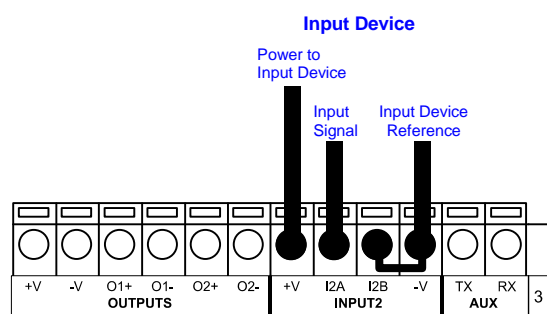 Input Device
Power to
Input Device
Input
Signal
Input Device
Reference
+V -V O1+ O1- O2+ O2- +V I2A I2B -V TX RX
OUTPUTS INPUT2 AUX 3